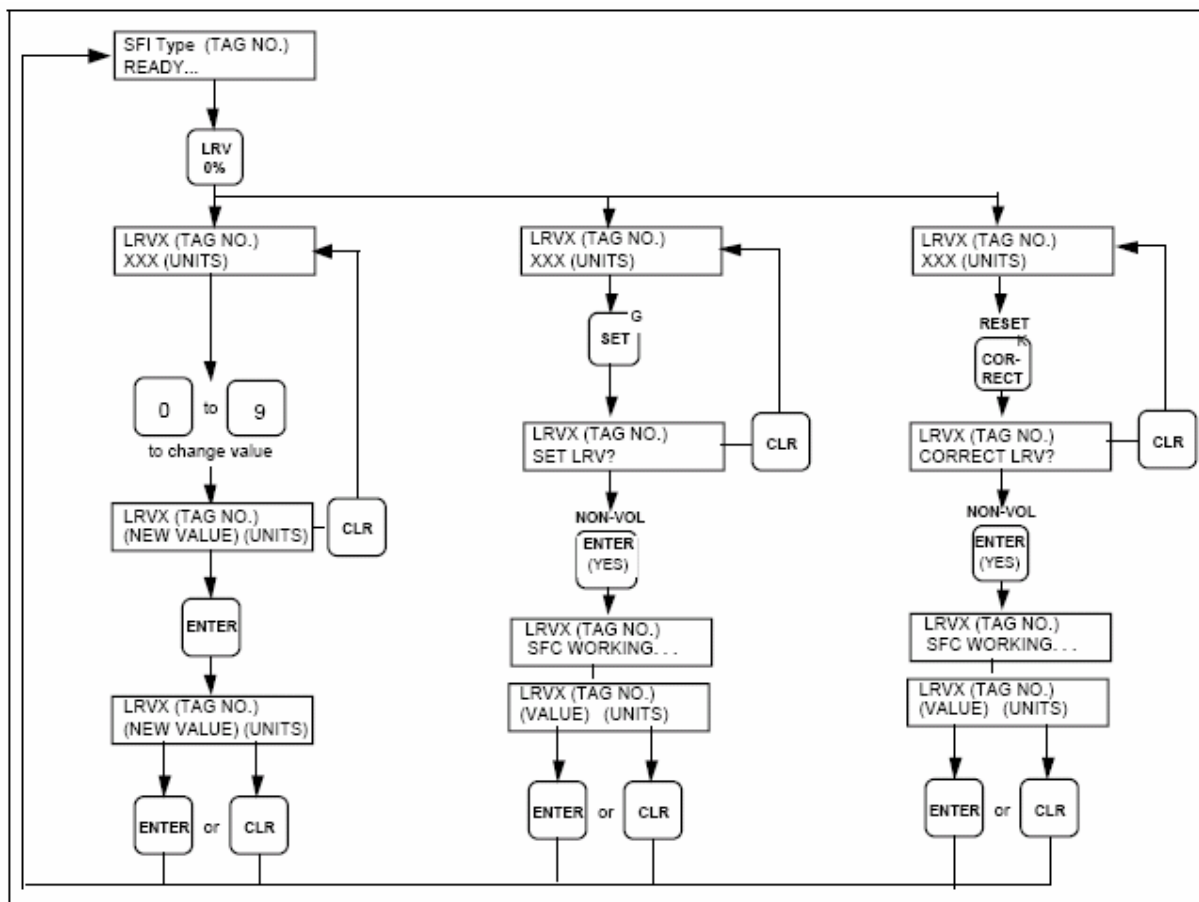 SFI Type (TAG NO.)
READY...
LRV
0%
LRVX (TAG NO.)
XXX (UNITS)
0 to 9
to change value
LRVX (TAG NO.)
(NEW VALUE) (UNITS)
CLR
ENTER
LRVX (TAG NO.)
(NEW VALUE) (UNITS)
ENTER or CLR
LRVX (TAG NO.)
XXX (UNITS)
G
SET
LRVX (TAG NO.)
SET LRV?
CLR
NON-VOL
ENTER
(YES)
LRVX (TAG NO.)
SFC WORKING. . .
LRVX (TAG NO.)
(VALUE) (UNITS)
ENTER or CLR
LRVX (TAG NO.)
XXX (UNITS)
RESET
K
COR-
RECT
LRVX (TAG NO.)
CORRECT LRV?
CLR
NON-VOL
ENTER
(YES)
LRVX (TAG NO.)
SFC WORKING...
LRVX (TAG NO.)
(VALUE) (UNITS)
ENTER or CLR